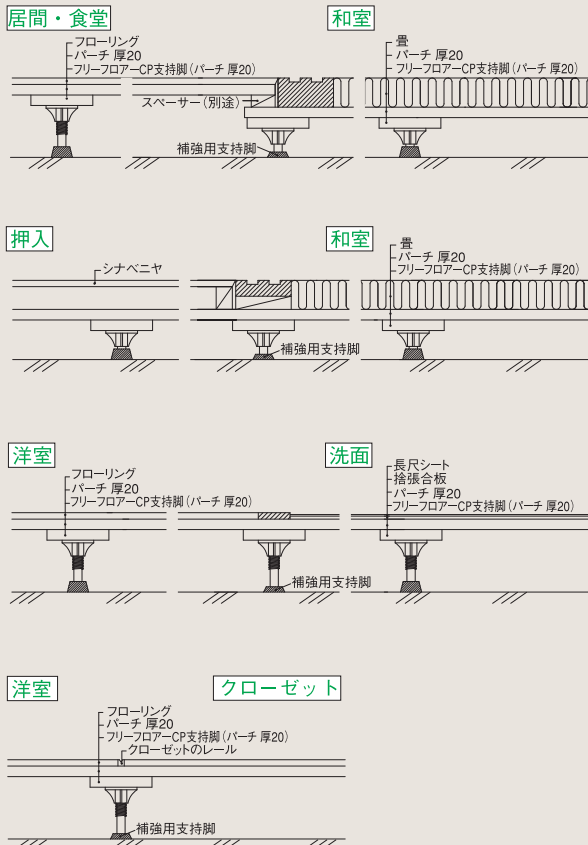 居間・食堂
和室
フローリング
パーチ 厚20
フリーフロアーCP支持脚(パーチ 厚20)
畳
パーチ 厚20
フリーフロアーCP支持脚(パーチ 厚20)
スペーサー(別途)
補強用支持脚
押入
和室
シナベニヤ
畳
パーチ 厚20
フリーフロアーCP支持脚(パーチ 厚20)
補強用支持脚
洋室
洗面
フローリング
パーチ 厚20
フリーフロアーCP支持脚(パーチ 厚20)
長尺シート
捨張合板
パーチ 厚20
フリーフロアーCP支持脚(パーチ 厚20)
補強用支持脚
洋室
クローゼット
フローリング
パーチ 厚20
フリーフロアーCP支持脚(パーチ 厚20)
クローゼットのレール
補強用支持脚